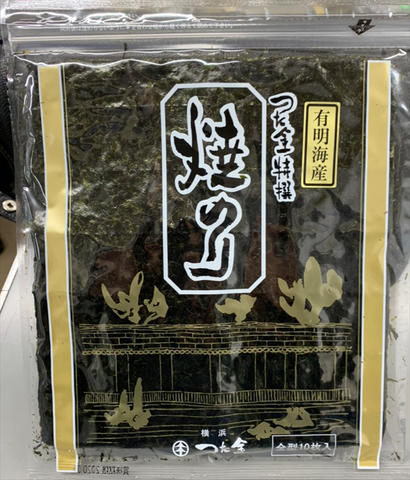 有明海産
つた金特撰
焼のり
横浜
つた金
全型10枚入